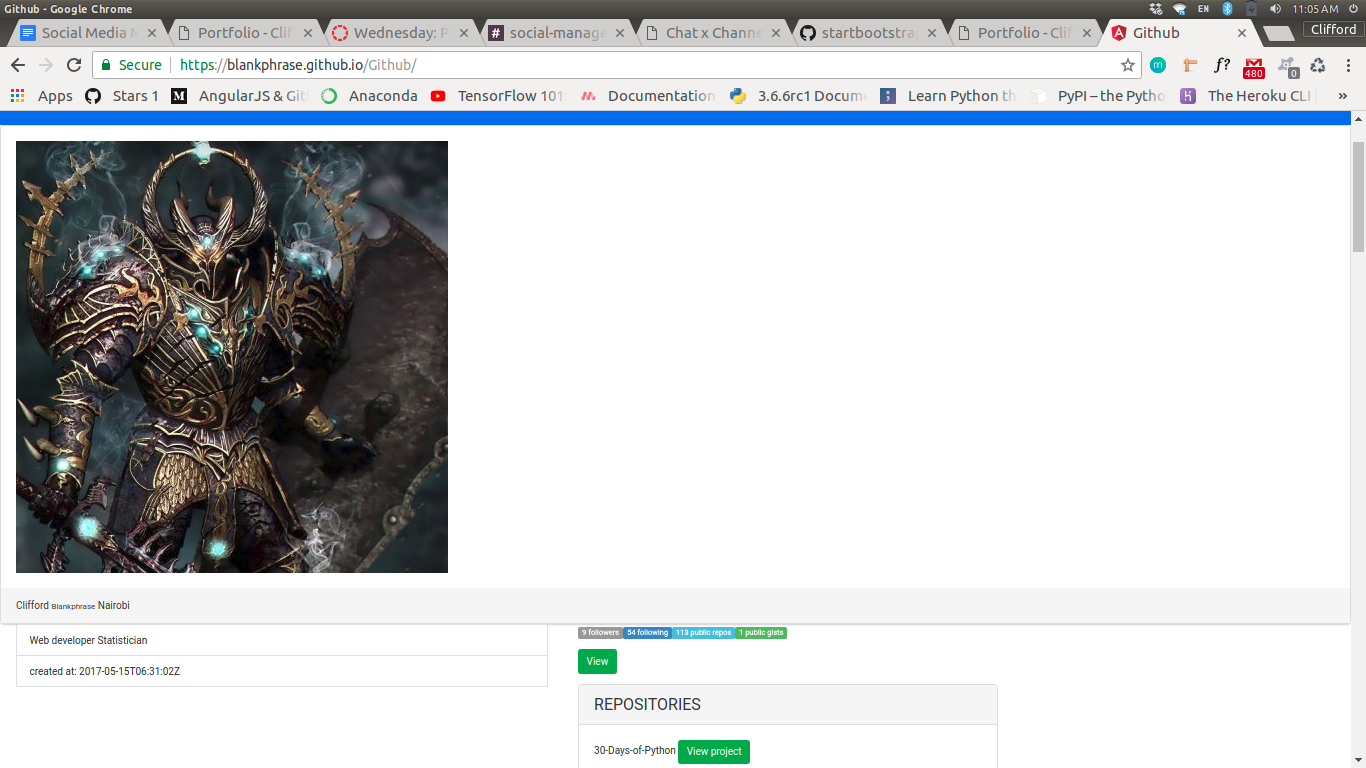 Github - Google Chrome
EN
11:05 AM
Social Media M
Portfolio - Clif
Wednesday: P
social-manage
Chat x Channe
startbootstrap
Portfolio - Clif
Github
Clifford
Secure
https://blankphrase.github.io/Github/
m
f?
480
0
Apps
Stars 1
AngularJS & Git
Anaconda
TensorFlow 101:
Documentation
3.6.6rc1 Docume
Learn Python th
PyPI – the Pytho
The Heroku CLI
»
Clifford Blankphrase Nairobi
Web developer Statistician
created at: 2017-05-15T06:31:02Z
9 followers 54 following 113 public repos 1 public gists
View
REPOSITORIES
30-Days-of-Python View project